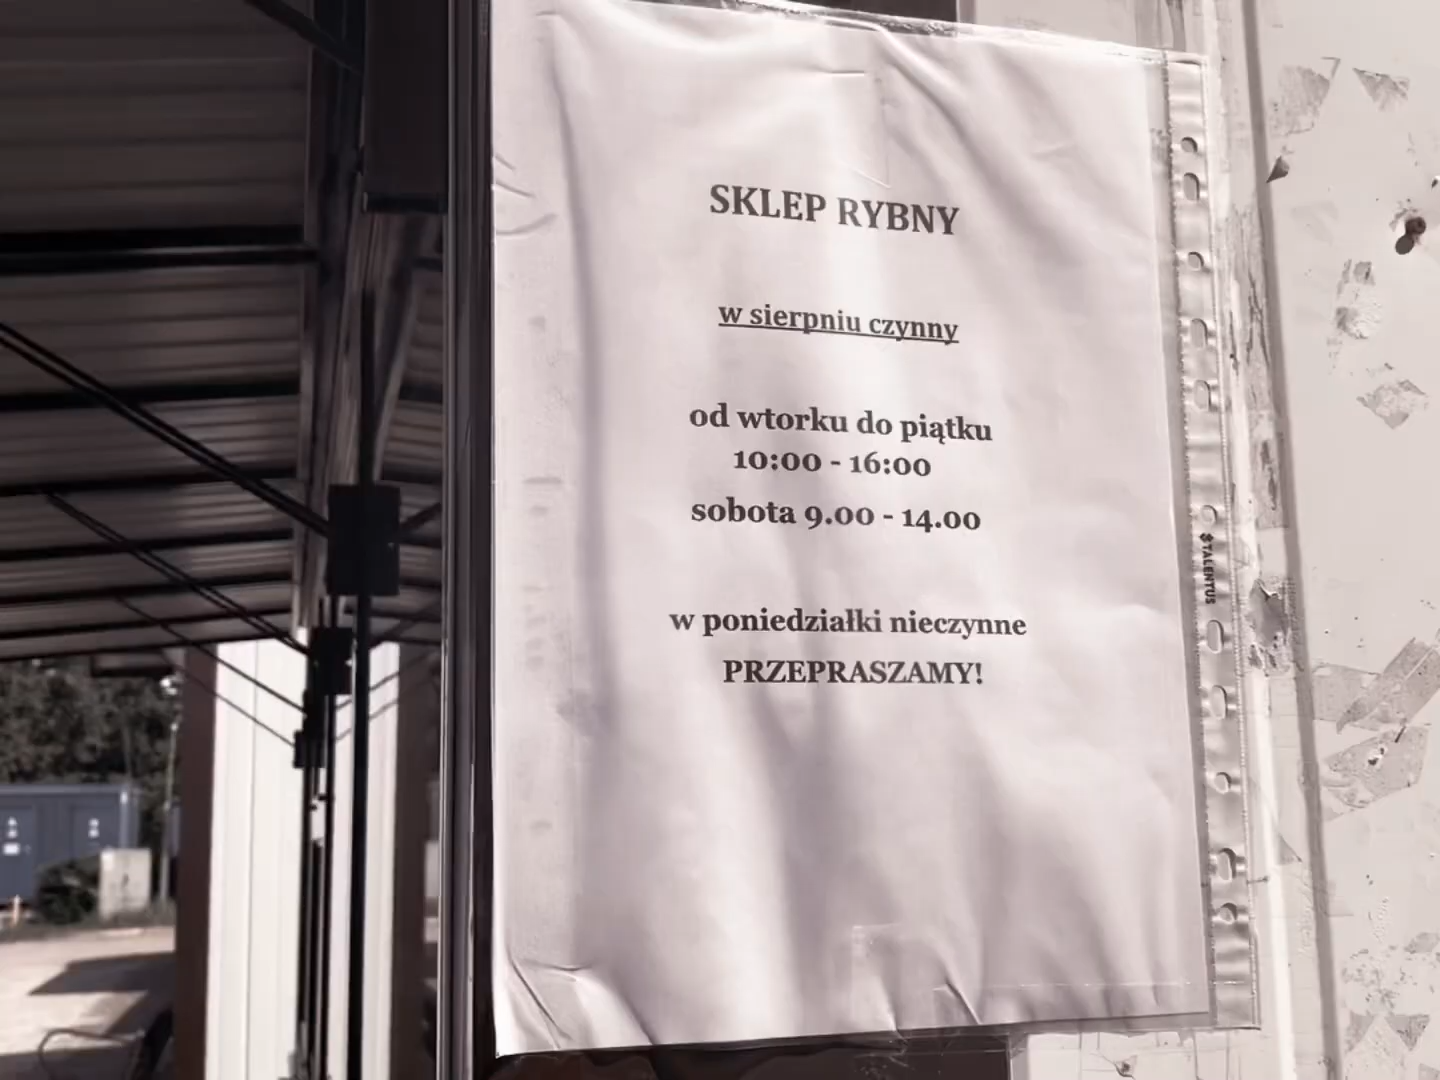 SKLEP RYBNY
w sierpniu czynny
od wtorku do piątku
10:00 - 16:00
sobota 9.00 - 14.00
w poniedziałki nieczynne
PRZEPRASZAMY!
TALENTUS